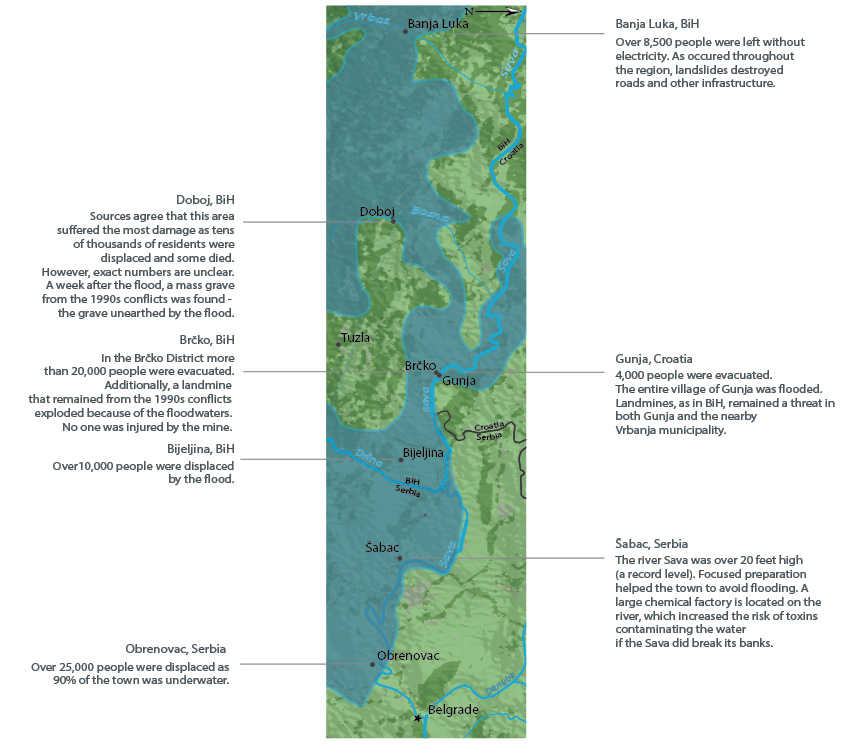 N
Vrbas
Banja Luka
Sava
BiH
Croatia
Doboj
Bosna
Sava
Tuzla
Brčko
Gunja
Sava
Croatia
Serbia
Bijeljina
Drina
BiH
Serbia
Šabac
Sava
Obrenovac
Danube
Belgrade
Banja Luka, BiH
Over 8,500 people were left without
electricity. As occured throughout
the region, landslides destroyed
roads and other infrastructure.
Doboj, BiH
Sources agree that this area
suffered the most damage as tens
of thousands of residents were
displaced and some died.
However, exact numbers are unclear.
A week after the flood, a mass grave
from the 1990s conflicts was found -
the grave unearthed by the flood.
Brčko, BiH
In the Brčko District more
than 20,000 people were evacuated.
Additionally, a landmine
that remained from the 1990s conflicts
exploded because of the floodwaters.
No one was injured by the mine.
Gunja, Croatia
4,000 people were evacuated.
The entire village of Gunja was flooded.
Landmines, as in BiH, remained a threat in
both Gunja and the nearby
Vrbanja municipality.
Bijeljina, BiH
Over10,000 people were displaced
by the flood.
Šabac, Serbia
The river Sava was over 20 feet high
(a record level). Focused preparation
helped the town to avoid flooding. A
large chemical factory is located on the
river, which increased the risk of toxins
contaminating the water
if the Sava did break its banks.
Obrenovac, Serbia
Over 25,000 people were displaced as
90% of the town was underwater.